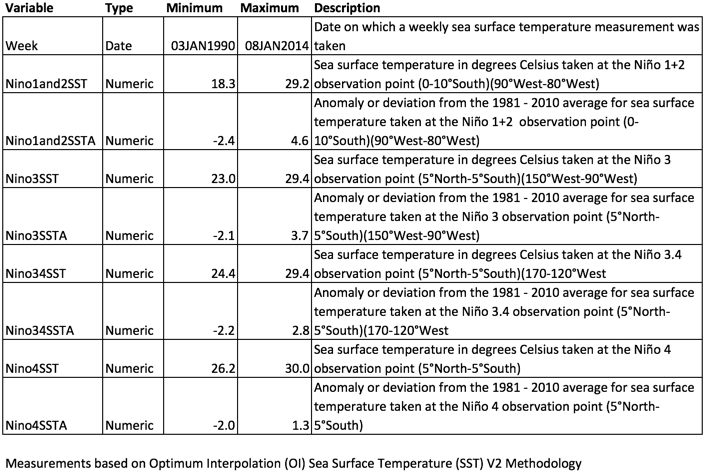 Variable Type Minimum Maximum Description
Date on which a weekly sea surface temperature measurement was
Week Date 03JAN1990 08JAN2014 taken
Sea surface temperature in degrees Celsius taken at the Niño 1+2
Nino1and2SST Numeric 18.3 29.2 observation point (0-10°South)(90°West-80°West)
Anomaly or deviation from the 1981 - 2010 average for sea surface
temperature taken at the Niño 1+2 observation point (0-
Nino1and2SSTA Numeric -2.4 4.6 10°South)(90°West-80°West)
Sea surface temperature in degrees Celsius taken at the Niño 3
Nino3SST Numeric 23.0 29.4 observation point (5°North-5°South)(150°West-90°West)
Anomaly or deviation from the 1981 - 2010 average for sea surface
temperature taken at the Niño 3 observation point (5°North-
Nino3SSTA Numeric -2.1 3.7 5°South)(150°West-90°West)
Sea surface temperature in degrees Celsius taken at the Niño 3.4
Nino34SST Numeric 24.4 29.4 observation point (5°North-5°South)(170-120°West
Anomaly or deviation from the 1981 - 2010 average for sea surface
temperature taken at the Niño 3.4 observation point (5°North-
Nino34SSTA Numeric -2.2 2.8 5°South)(170-120°West
Sea surface temperature in degrees Celsius taken at the Niño 4
Nino4SST Numeric 26.2 30.0 observation point (5°North-5°South)
Anomaly or deviation from the 1981 - 2010 average for sea surface
temperature taken at the Niño 4 observation point (5°North-
Nino4SSTA Numeric -2.0 1.3 5°South)
Measurements based on Optimum Interpolation (OI) Sea Surface Temperature (SST) V2 Methodology